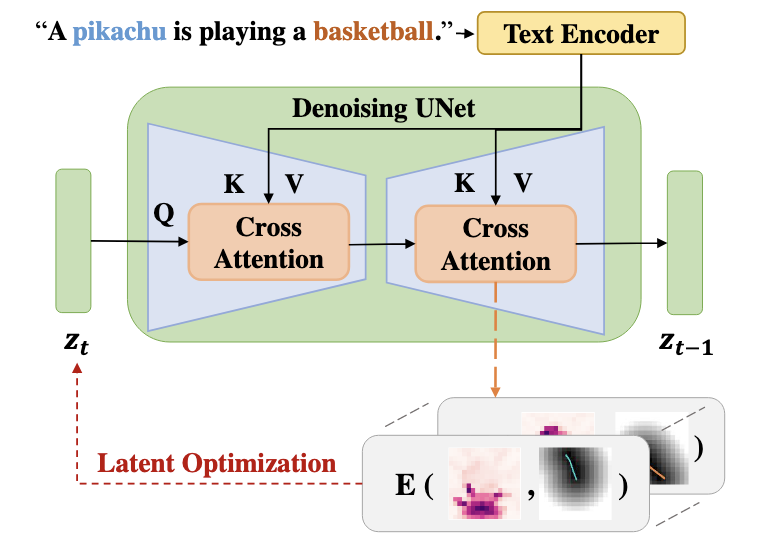 “A pikachu is playing a basketball.”
Text Encoder
Denoising UNet
K V
K V
Q
Cross
Attention
Cross
Attention
z_t
z_{t-1}
Latent Optimization
E ( , )
)